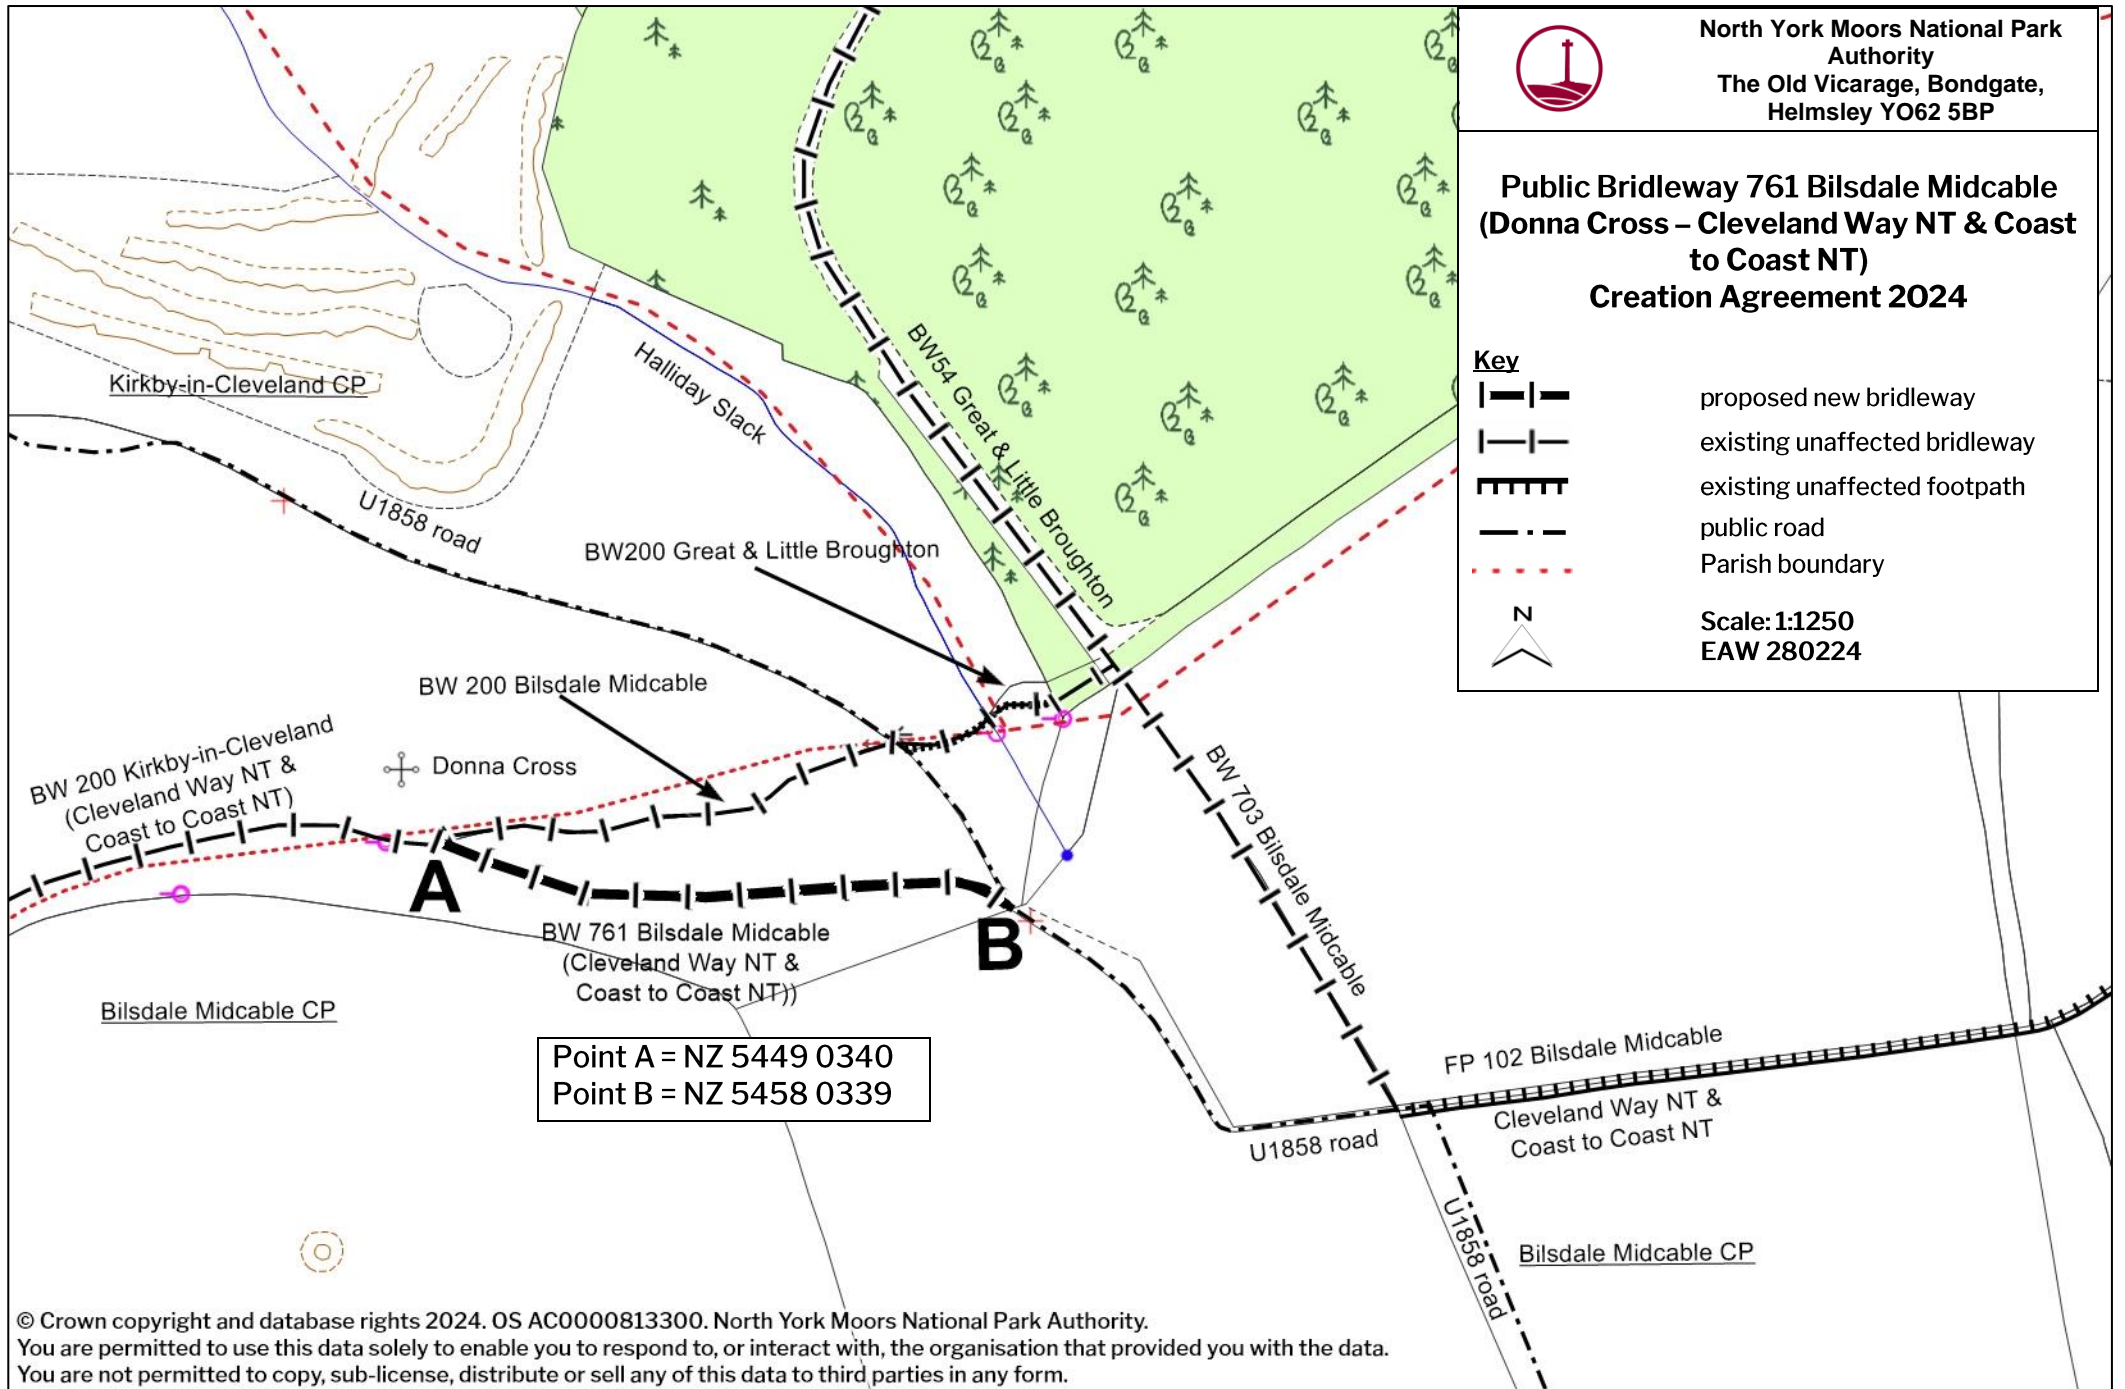 North York Moors National Park
Authority
The Old Vicarage, Bondgate,
Helmsley YO62 5BP
Public Bridleway 761 Bilsdale Midcable
(Donna Cross – Cleveland Way NT & Coast
to Coast NT)
Creation Agreement 2024
Key
proposed new bridleway
existing unaffected bridleway
existing unaffected footpath
public road
Parish boundary
N
Scale: 1:1250
EAW 280224
BW54 Great & Little Broughton
Halliday Slack
Kirkby-in-Cleveland CP
U1858 road
BW200 Great & Little Broughton
BW 200 Bilsdale Midcable
BW 200 Kirkby-in-Cleveland
(Cleveland Way NT &
Coast to Coast NT)
Donna Cross
A
B
BW 703 Bilsdale Midcable
BW 761 Bilsdale Midcable
(Cleveland Way NT &
Coast to Coast NT))
Bilsdale Midcable CP
Point A = NZ 5449 0340
Point B = NZ 5458 0339
FP 102 Bilsdale Midcable
Cleveland Way NT &
Coast to Coast NT
U1858 road
U1858 road
Bilsdale Midcable CP
© Crown copyright and database rights 2024. OS AC0000813300. North York Moors National Park Authority.
You are permitted to use this data solely to enable you to respond to, or interact with, the organisation that provided you with the data.
You are not permitted to copy, sub-license, distribute or sell any of this data to third parties in any form.